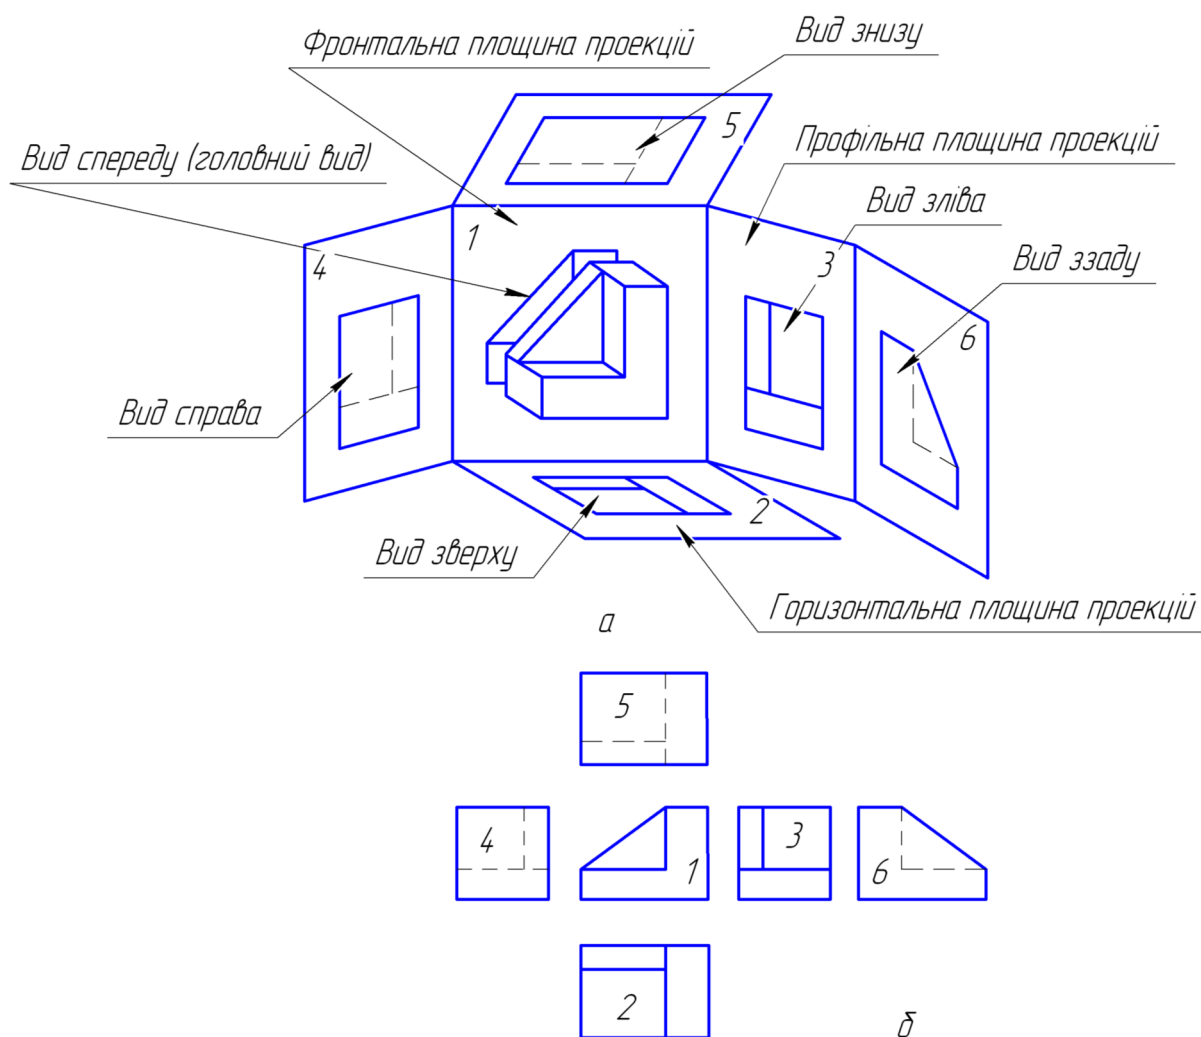 Фронтальна площина проекцій
Вид знизу
5
Вид спереду (головний вид)
Профільна площина проекцій
1
Вид зліва
4
3
Вид ззаду
6
Вид справа
2
Вид зверху
Горизонтальна площина проекцій
а
5
4
1
3
6
2
б